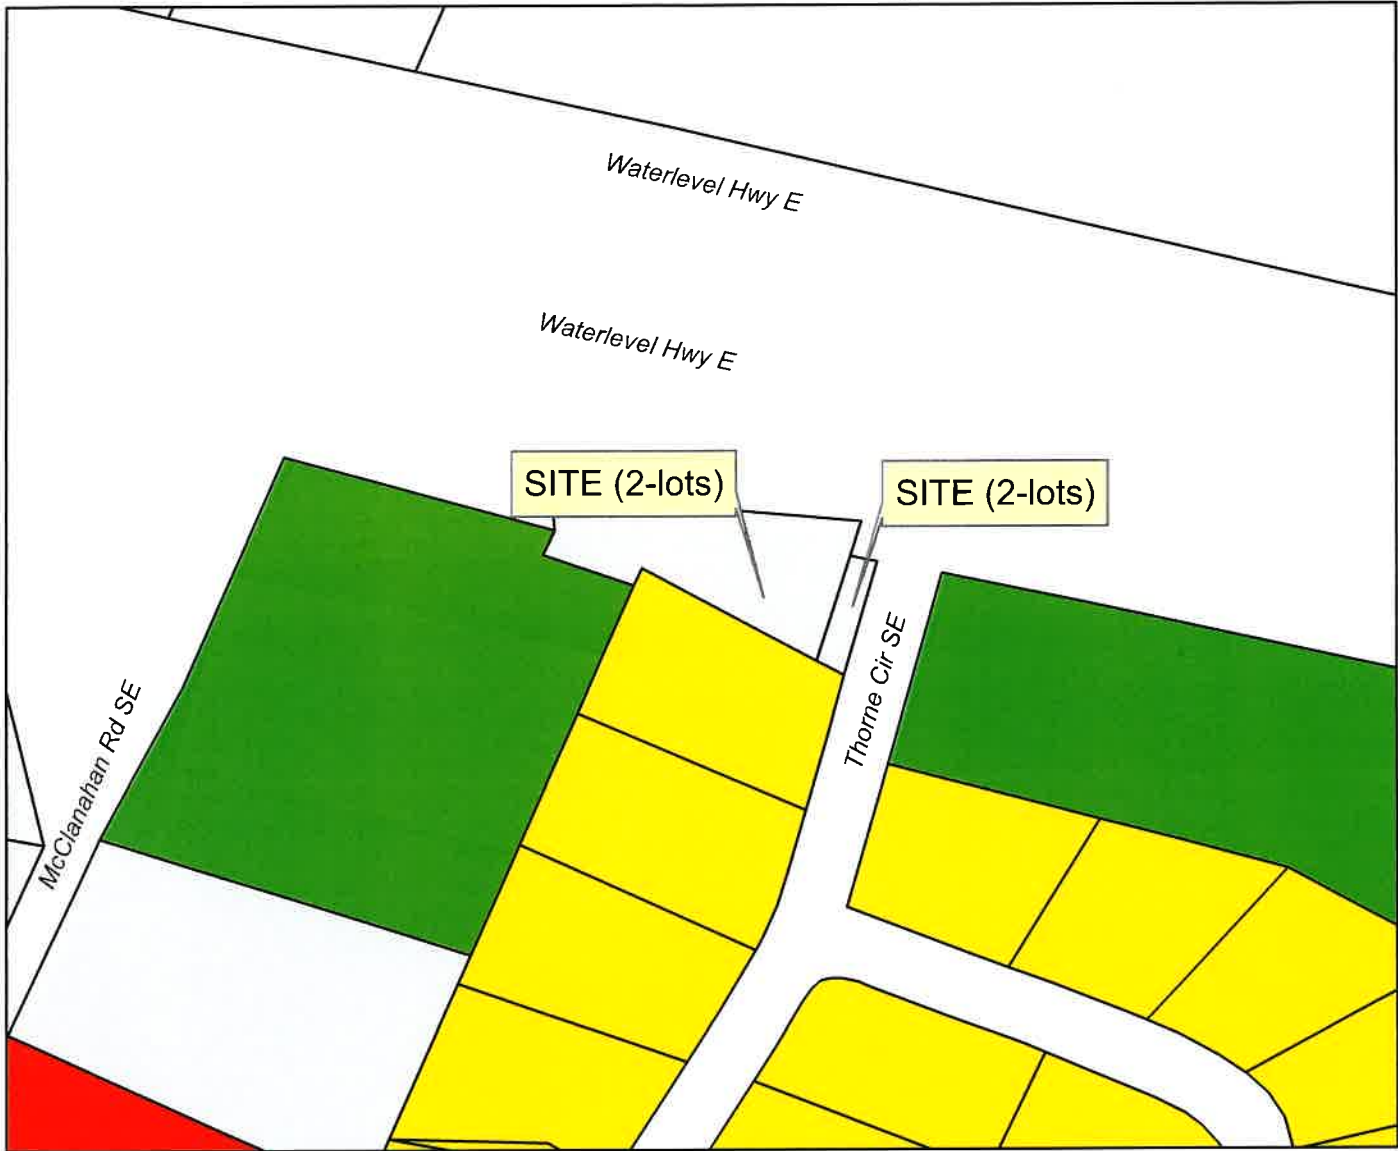 Waterlevel Hwy E
Waterlevel Hwy E
SITE (2-lots)
SITE (2-lots)
Thorne Cir SE
McClanahan Rd SE